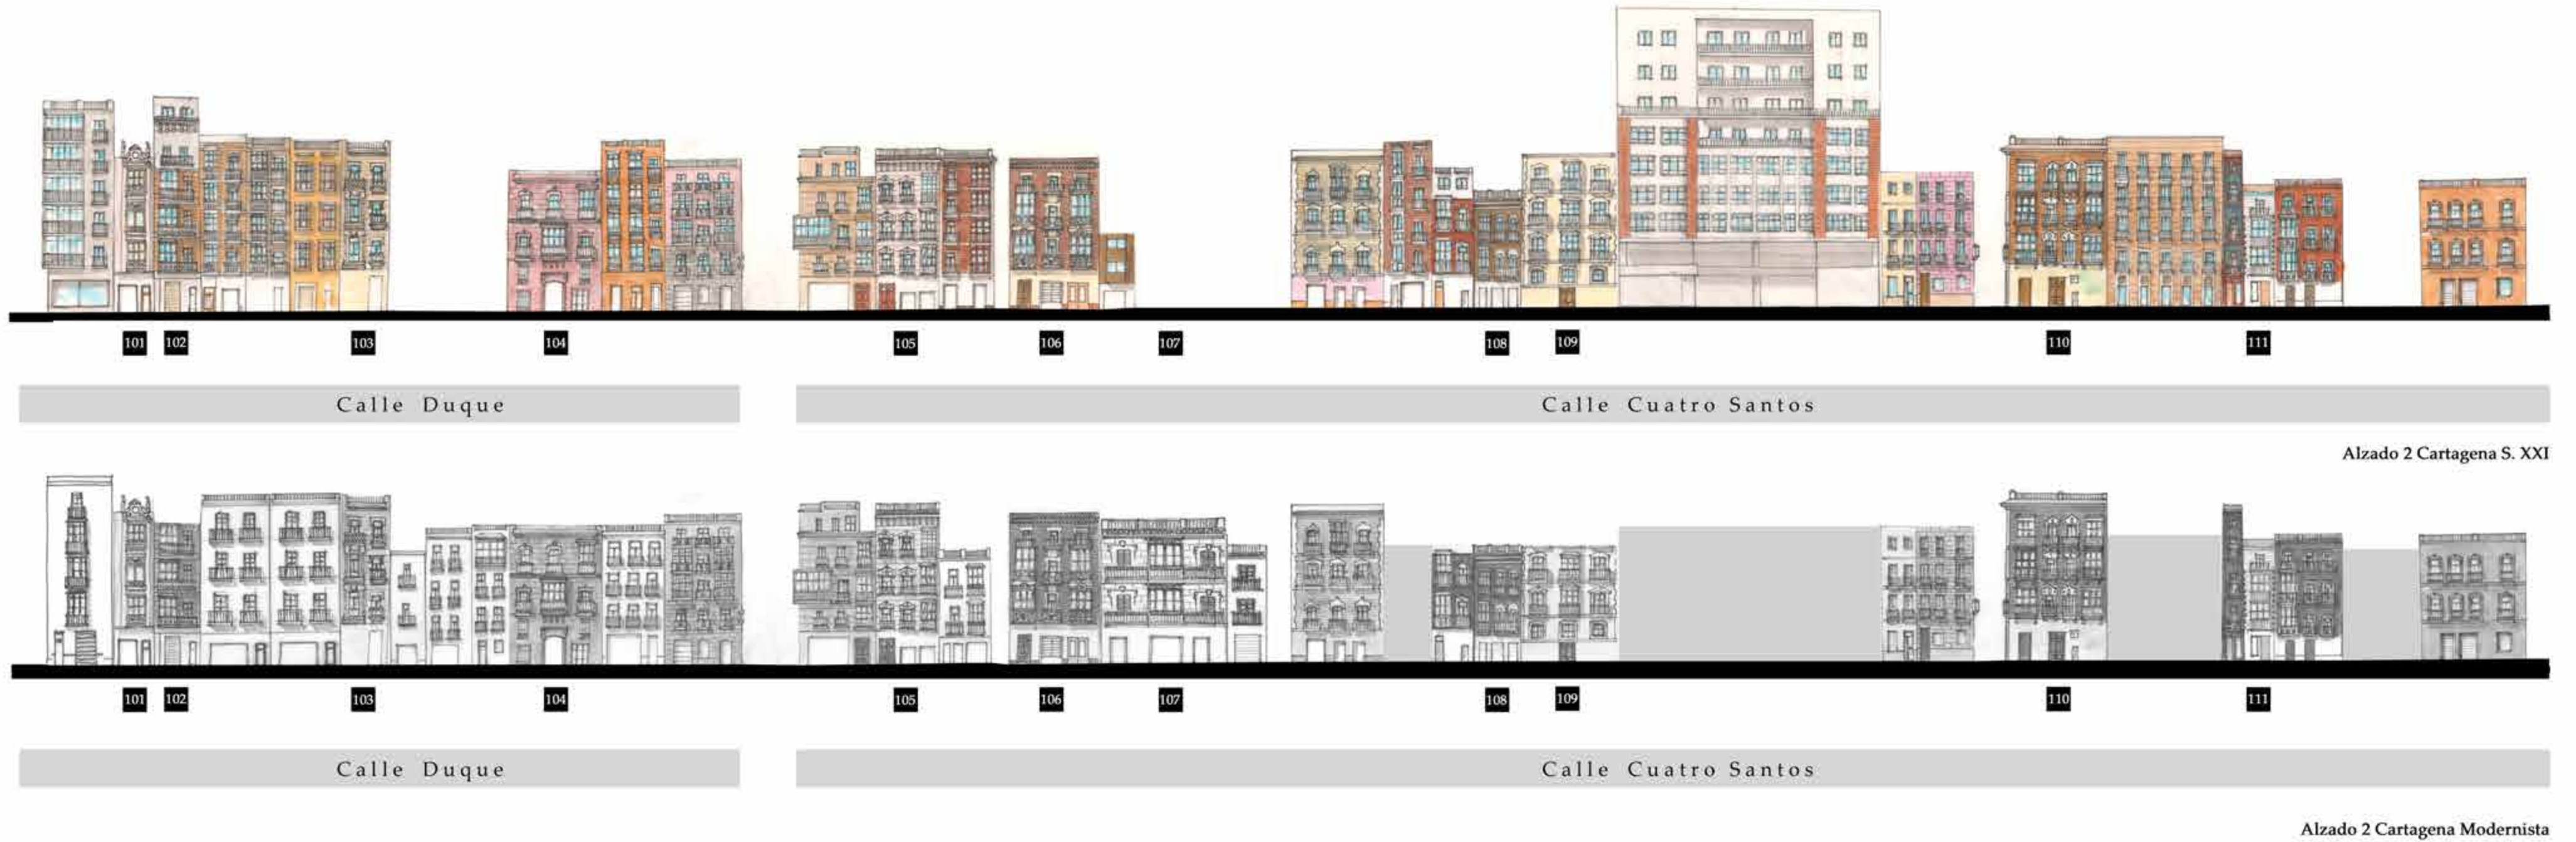 101 102 103 104 105 106 107 108 109 110 111
Calle Duque Calle Cuatro Santos
Alzado 2 Cartagena S. XXI
101 102 103 104 105 106 107 108 109 110 111
Calle Duque Calle Cuatro Santos
Alzado 2 Cartagena Modernista